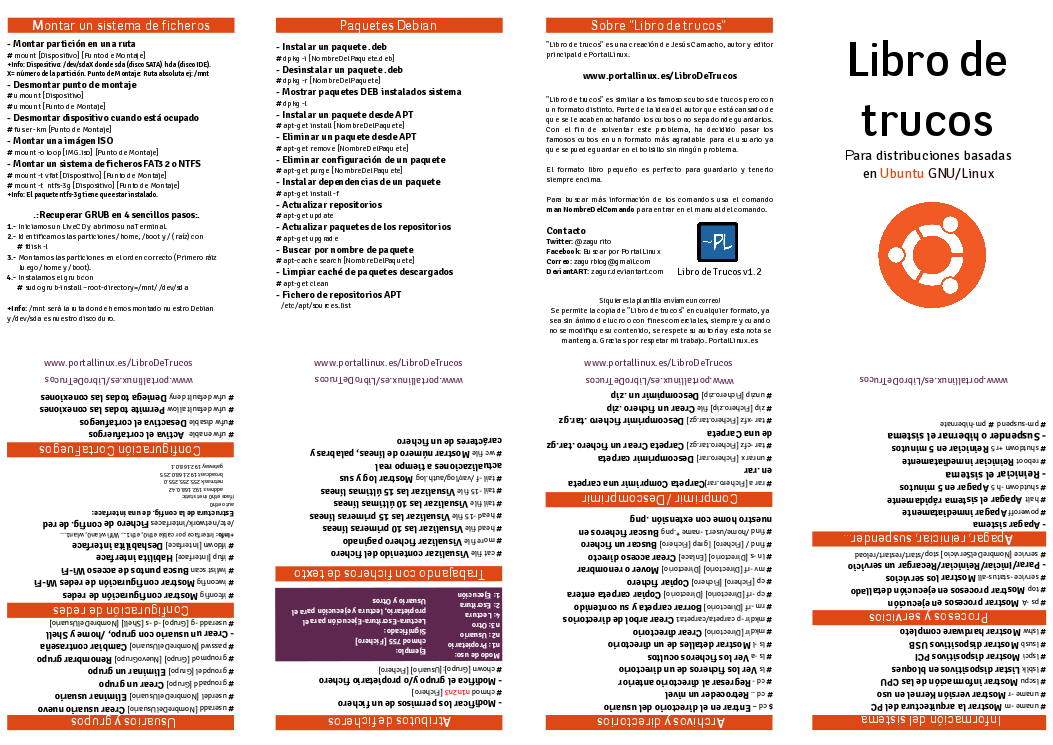 Montar un sistema de ficheros
- Montar partición en una ruta
# mount [Dispositivo] [Punto de Montaje]
+Info: Dispositivo: /dev/sdaX donde sda (disco SATA) hda (disco IDE).
X= número de la partición. Punto de Montaje: Ruta absoluta ej: /mnt
- Desmontar punto de montaje
# umount [Dispositivo]
# umount [Punto de Montaje]
- Desmontar dispositivo cuando está ocupado
# fuser -km [Punto de Montaje]
- Montar una imágen ISO
# mount -o loop [IMG.iso] [Punto de Montaje]
- Montar un sistema de ficheros FAT32 o NTFS
# mount -t vfat [Dispositivo] [Punto de Montaje]
# mount -t ntfs-3g [Dispositivo] [Punto de Montaje]
+Info: El paquete ntfs-3g tiene que estar instalado.
.:Recuperar GRUB en 4 sencillos pasos:.
1.- Iniciamos un LiveCD y abrimos una Terminal.
2.- Identificamos las particiones /home, /boot y / (raíz) con
# fdisk -l
3.- Montamos las particiones en el orden correcto (Primero raíz
luego /home y /boot).
4.- Instalamos el grub con
# sudo grub-install --root-directory=/mnt/ /dev/sda
+Info: /mnt será la ruta donde hemos montado nuestro Debian
y /dev/sda es nuestro disco duro.
www.portallinux.es/LibroDeTrucos
Paquetes Debian
- Instalar un paquete .deb
# dpkg -i [NombreDelPaquete.deb]
- Desinstalar un paquete .deb
# dpkg -r [NombreDelPaquete]
- Mostrar paquetes DEB instalados sistema
# dpkg -l
- Instalar un paquete desde APT
# apt-get install [NombreDelPaquete]
- Eliminar un paquete desde APT
# apt-get remove [NombreDelPaquete]
- Eliminar configuración de un paquete
# apt-get purge [NombreDelPaquete]
- Instalar dependencias de un paquete
# apt-get install -f
- Actualizar repositorios
# apt-get update
- Actualizar paquetes de los repositorios
# apt-get upgrade
- Buscar por nombre de paquete
# apt-cache search [NombreDelPaquete]
- Limpiar caché de paquetes descargados
# apt-get clean
- Fichero de repositorios APT
/etc/apt/sources.list
www.portallinux.es/LibroDeTrucos
Sobre "Libro de trucos"
"Libro de trucos" es una creación de Jesús Camacho, autor y editor
principal de PortalLinux.
www.portallinux.es/LibroDeTrucos
"Libro de trucos" es similar a los famosos cubos de trucos pero con
un formato distinto. Parte de la idea del autor que está cansado de
que se le acaben achafando los cubos o no sepa donde guardarlos.
Con el fin de solventar este problema, ha decidido pasar los
famosos cubos en un formato más agradable para el usuario ya
que se puede guardar en el bolsillo sin ningún problema.
El formato libro pequeño es perfecto para guardarlo y tenerlo
siempre encima.
Para buscar más información de los comandos usa el comando
man NombreDelComando para entrar en el manual del comando.
Contacto
Twitter: @zagurito
Facebook: Buscar por PortalLinux
Correo: zagurblog@gmail.com
DeviantART: zagur.deviantart.com
~PL
Libro de Trucos v1.2
Si quieres la plantilla envíame un correo!
Se permite la copia de "Libro de trucos" en cualquier formato, ya
sea sin ánimo de lucro o con fines comerciales, siempre y cuando
no se modifique su contenido, se respete su autoría y esta nota se
mantenga. Gracias por respetar mi trabajo. PortalLinux.es
www.portallinux.es/LibroDeTrucos
Libro de
trucos
Para distribuciones basadas
en Ubuntu GNU/Linux
Información del sistema
# uname -m Mostrar la arquitectura del PC
# uname -r Mostrar versión Kernel en uso
# lscpu Mostrar información de las CPU
# lsblk Listar dispositivos en bloques
# lspci Mostrar dispositivos PCI
# lsusb Mostrar dispositivos USB
# lshw Mostrar hardware completo
Procesos y servicios
# ps -A Mostrar procesos en ejecución
# top Mostrar procesos en ejecución detallado
# service --status-all Mostrar los servicios
- Parar/Iniciar/Reiniciar/Recargar un servicio
# service [NombreDelServicio] stop/start/restart/reload
Apagar, reniciar, suspender...
- Apagar sistema
# poweroff Apagar inmediatamente
# halt Apagar el sistema rápidamente
# shutdown -h 5 Apagar en 5 minutos
- Reiniciar el sistema
# reboot Reiniciar inmediatamente
# shutdown +r 5 Reiniciar en 5 minutos
- Suspender o hibernar el sistema
# pm-suspend # pm-hibernate
www.portallinux.es/LibroDeTrucos
Archivos y directorios
$ cd ~ Entrar en el directorio del usuario
# cd .. Retroceder un nivel
# cd - Regresar al directorio anterior
# ls Ver los ficheros de un directorio
# ls -a Ver los ficheros ocultos
# ls -l Mostrar detalles de un directorio
# mkdir [Directorio] Crear directorio
# mkdir -p carpeta/carpeta1 Crear árbol de directorios
# rm -rf [Directorio] Borrar carpeta y su contenido
# cp -rf [Directorio] Copiar carpeta entera
# cp [Fichero] [Fichero] Copiar fichero
# mv -rf [Directorio] [Directorio] Mover o renombrar
# ln -s [Directorio] [Enlace] Crear acceso directo
# find / [Fichero] | grep [Fichero] Buscar un fichero
# find /home/user1 -name *.png Buscar ficheros en
nuestro home con extensión .png
Comprimir / Descomprimir
# rar a [Fichero.rar]Carpeta Comprimir una carpeta
en .rar
# unrar x [Fichero.rar] Descomprimir carpeta
# tar -cfz [Fichero.tar.gz] Carpeta Crear un fichero .tar.gz
de una Carpeta
# tar -xfz [Fichero.tar.gz] Descomprimir fichero .tar.gz
# zip [Fichero.zip] file Crear un fichero .zip
# unzip [Fichero.zip] Descomprimir un .zip
www.portallinux.es/LibroDeTrucos
Atributos de ficheros
- Modificar los permisos de un fichero
# chmod n1n2n3 [Fichero]
- Modificar el grupo y/o propietario fichero
# chown [Grupo]:[Usuario] [Fichero]
Modo de uso:
n1: Propietario
n2: Usuario
n3: Otro
4: Lectura
2: Escritura
1: Ejecución
Ejemplo:
chmod 755 [Fichero]
Significado:
Lectura-Escritura-Ejecución para el
propietario, Lectura y ejecución para el
Usuario y Otros
Trabajando con ficheros de texto
# cat file Visualizar contenido del fichero
# more file Visualizar fichero paginado
# head file Visualizar las 10 primeras líneas
# head -15 file Visualizar las 15 primeras líneas
# tail file Visualizar las 10 últimas líneas
# tail -15 file Visualizar las 15 últimas líneas
# tail -f /var/log/auth.log Mostrar log y sus
actualizaciones a tiempo real
# wc file Mostrar número de líneas, palabras y
carácteres de un fichero
www.portallinux.es/LibroDeTrucos
Usuarios y grupos
# useradd [NombreDelUsuario] Crear usuario nuevo
# userdel [NombreDelUsuario] Eliminar usuario
# groupadd [Grupo] Crear un grupo
# groupdel [Grupo] Eliminar un grupo
# groupmod [Grupo] [NuevoGrupo] Renombrar grupo
# passwd [NombreDelUsuario] Cambiar contraseña
- Crear un usuario con grupo, /home y Shell
# useradd -g [Grupo] -d -s [Shell] [NombreDelUsuario]
Configuración de redes
# ifconfig Mostrar configuración de redes
# iwconfig Mostrar configuración de redes Wi-Fi
# iwlist scan Busca puntos de acceso Wi-Fi
# ifup [Interface] Habilita interface
# ifdown [Interface] Deshabilita interface
+Info: Interface por cable eth0, eth1... Wifi wlan0, wlan1....
/etc/network/interfaces Fichero de config. de red
Estructura de la config. de una interface:
auto eth0
iface eth0 inet static
address 192.168.0.42
netmask 255.255.255.0
broadcast 192.168.0.255
gateway 192.168.0.1
Configuración CortaFuegos
# ufw enable Activa el cortafuegos
# ufw disable Desactiva el cortafuegos
# ufw default allow Permite todas las conexiones
# ufw default deny Deniega todas las conexiones
www.portallinux.es/LibroDeTrucos